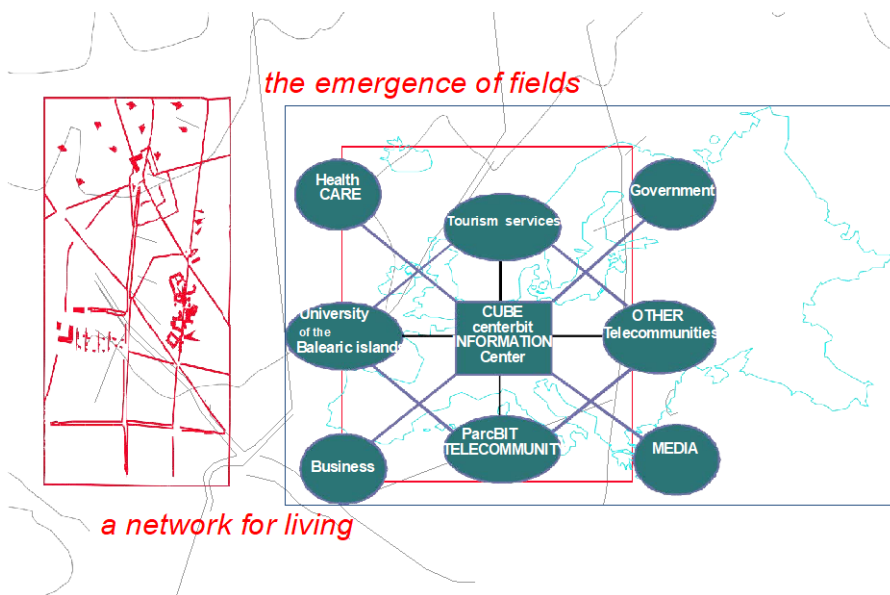 the emergence of fields
Health
CARE
Government
Tourism services
University
of the
Balearic islands
CUBE
centerbit
NFORMATION
Center
OTHER
Telecommunities
ParcBIT
TELECOMMUNIT
Business
MEDIA
a network for living